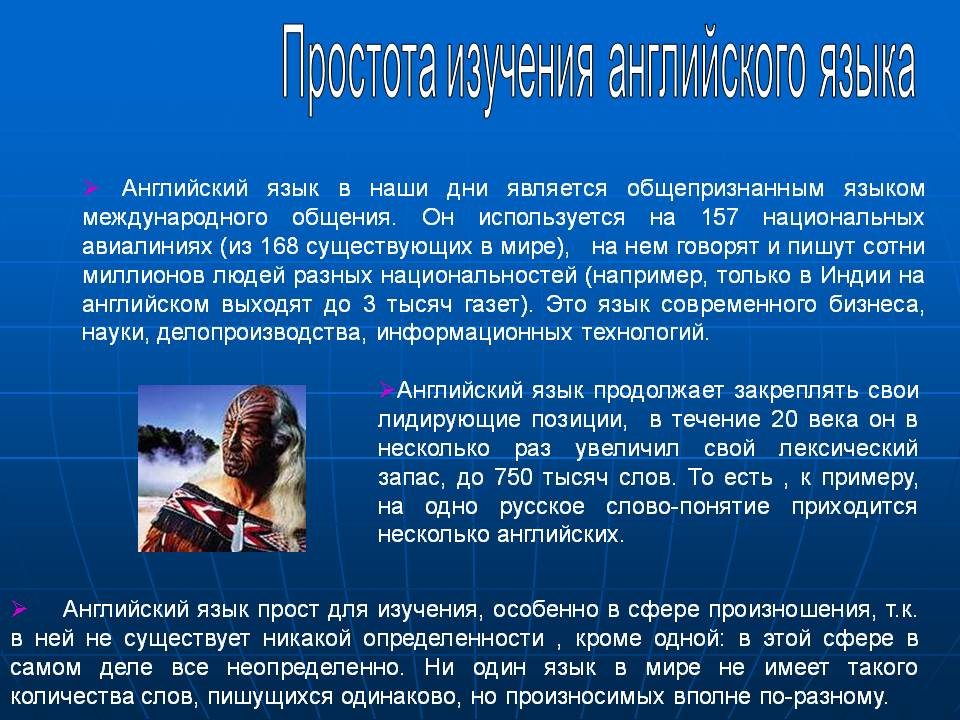 Простота изучения английского языка
➢ Английский язык в наши дни является общепризнанным языком
международного общения. Он используется на 157 национальных
авиалиниях (из 168 существующих в мире), на нем говорят и пишут сотни
миллионов людей разных национальностей (например, только в Индии на
английском выходят до 3 тысяч газет). Это язык современного бизнеса,
науки, делопроизводства, информационных технологий.
➢Английский язык продолжает закреплять свои
лидирующие позиции, в течение 20 века он в
несколько раз увеличил свой лексический
запас, до 750 тысяч слов. То есть , к примеру,
на одно русское слово-понятие приходится
несколько английских.
➢ Английский язык прост для изучения, особенно в сфере произношения, т.к.
в ней не существует никакой определенности , кроме одной: в этой сфере в
самом деле все неопределенно. Ни один язык в мире не имеет такого
количества слов, пишущихся одинаково, но произносимых вполне по-разному.